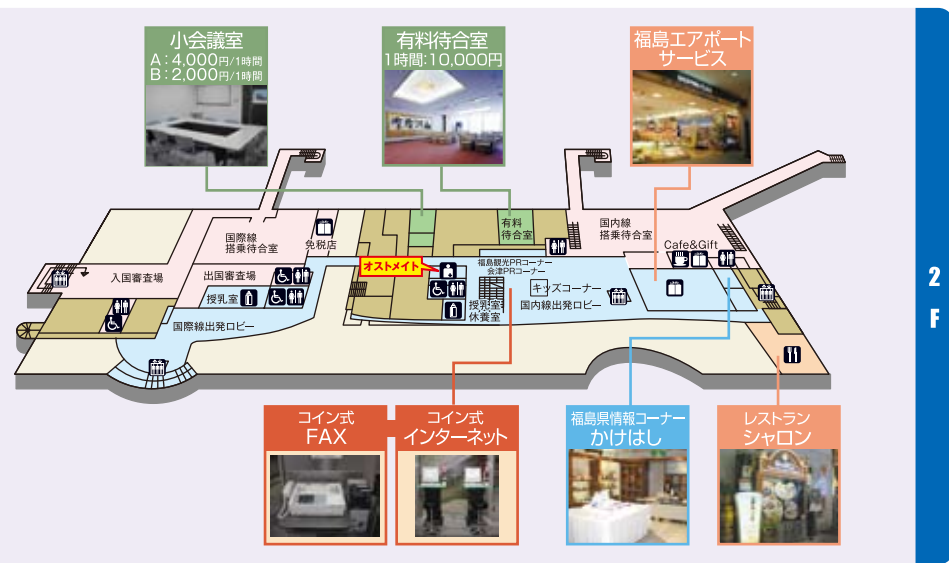 小会議室
A：4,000円/1時間
B：2,000円/1時間
有料待合室
1時間：10,000円
福島エアポート
サービス
2
F
有料
待合室
国内線
搭乗待合室
国際線
搭乗待合室
免税店
Cafe&Gift
オストメイト
福島観光PRコーナー
会津PRコーナー
入国審査場
出国審査場
キッズコーナー
授乳室
授乳室
休養室
国内線出発ロビー
国際線出発ロビー
コイン式
FAX
コイン式
インターネット
福島県情報コーナー
かけはし
レストラン
シャロン